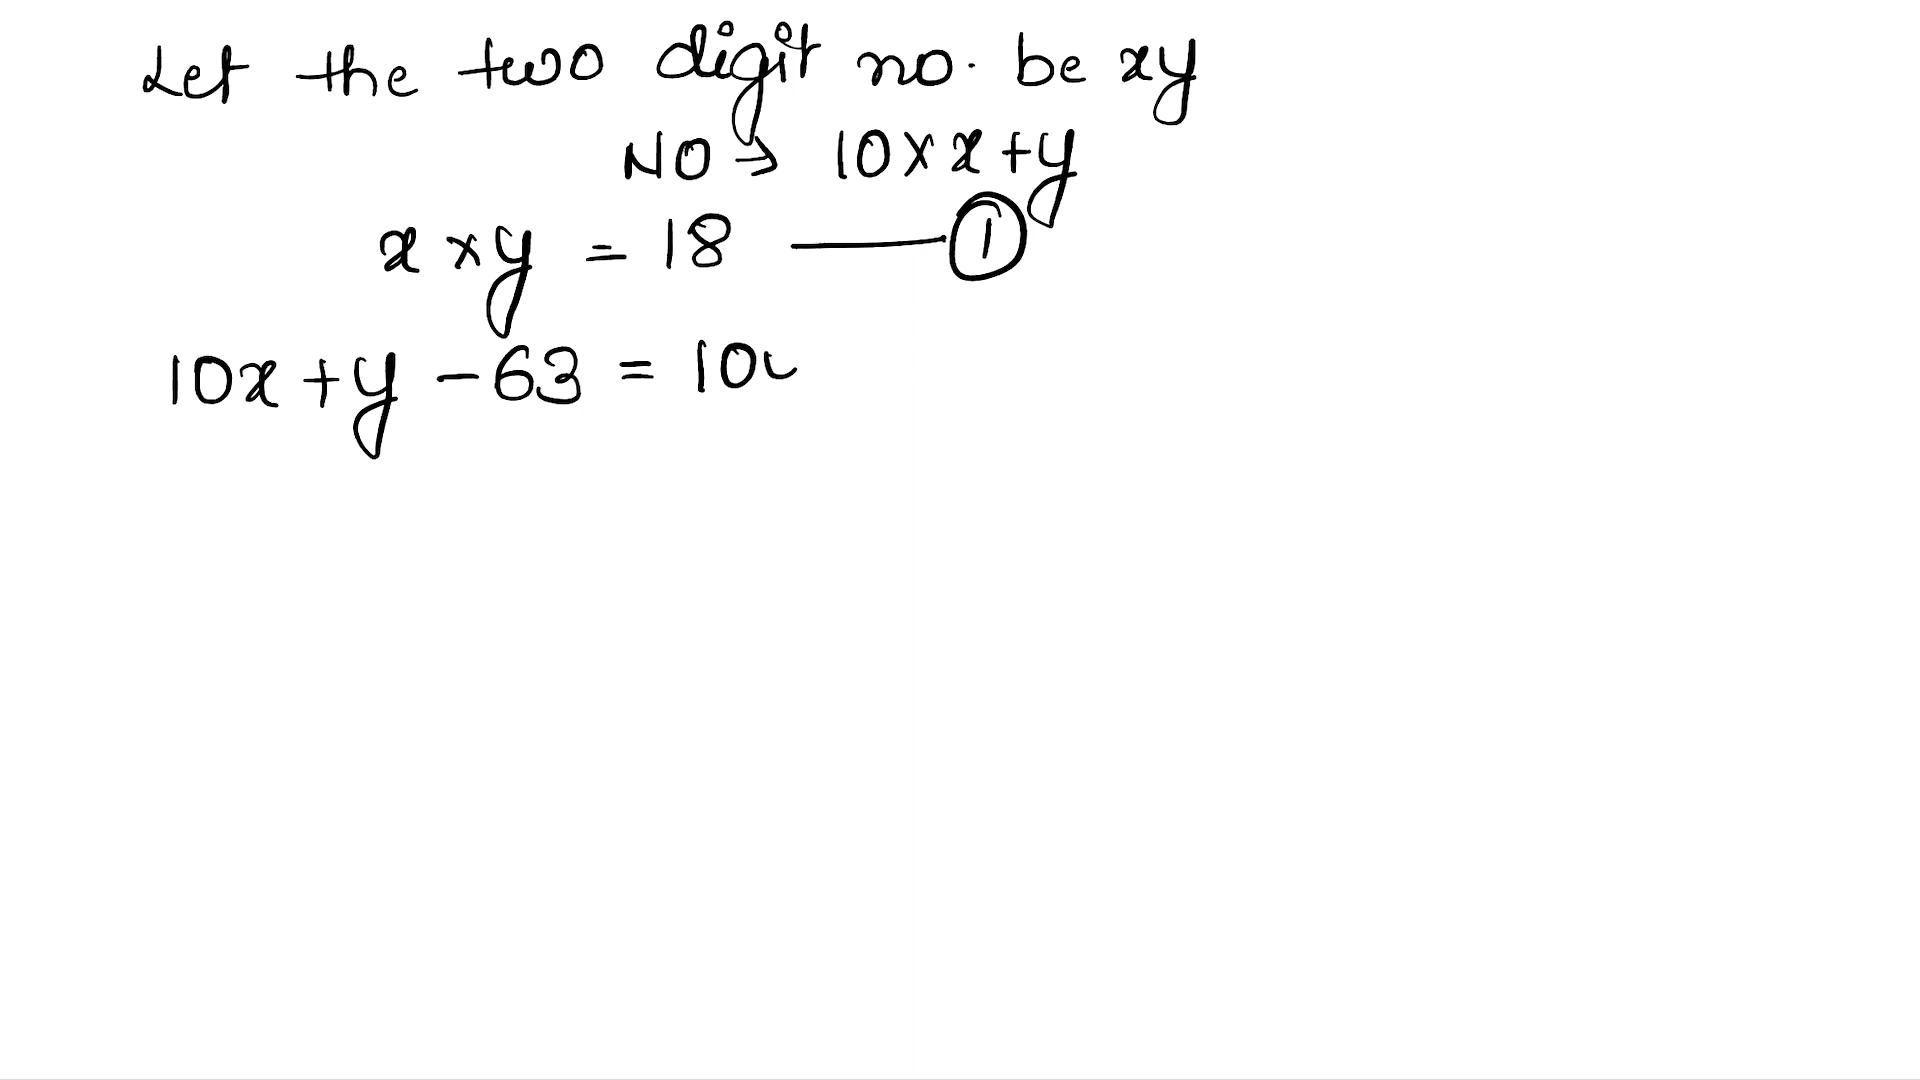 Let the two digit no. be xy
NO → 10 × x + y
x × y = 18 —— ①
10x + y - 63 = 10